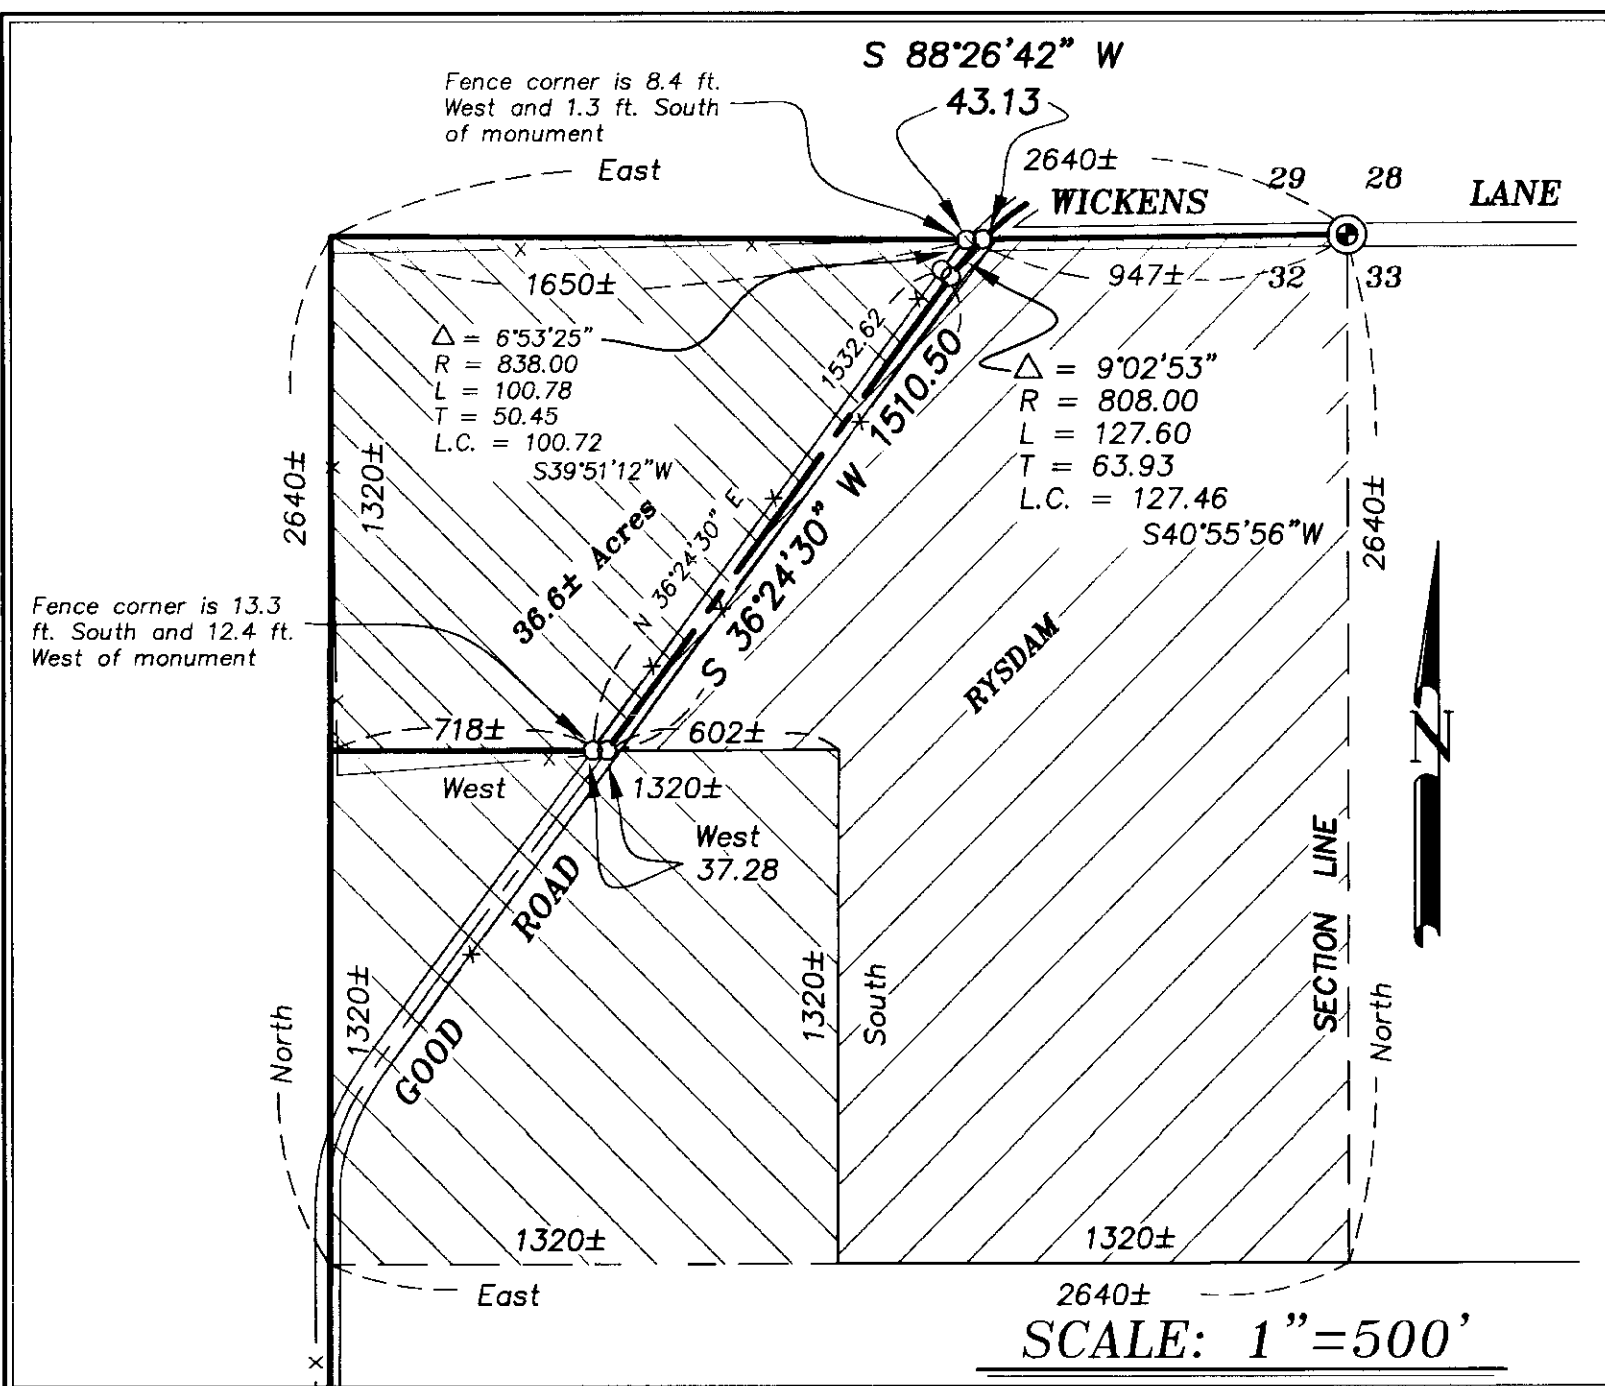 S 88°26'42" W
43.13
Fence corner is 8.4 ft.
West and 1.3 ft. South
of monument
East
2640±
29 28
WICKENS LANE
1650±
947±
32 33
Δ = 6°53'25"
R = 838.00
L = 100.78
T = 50.45
L.C. = 100.72
S39°51'12"W
1532.62
Δ = 9°02'53"
R = 808.00
L = 127.60
T = 63.93
L.C. = 127.46
S40°55'56"W
2640±
1320±
36.6± Acres
N 36°24'30" E
S 36°24'30" W 1510.50
2640±
Fence corner is 13.3
ft. South and 12.4 ft.
West of monument
RYSDAM
N
718±
602±
West
1320±
West
37.28
GOOD ROAD
1320±
North
1320±
South
SECTION LINE
North
1320±
1320±
East
2640±
SCALE: 1"=500'